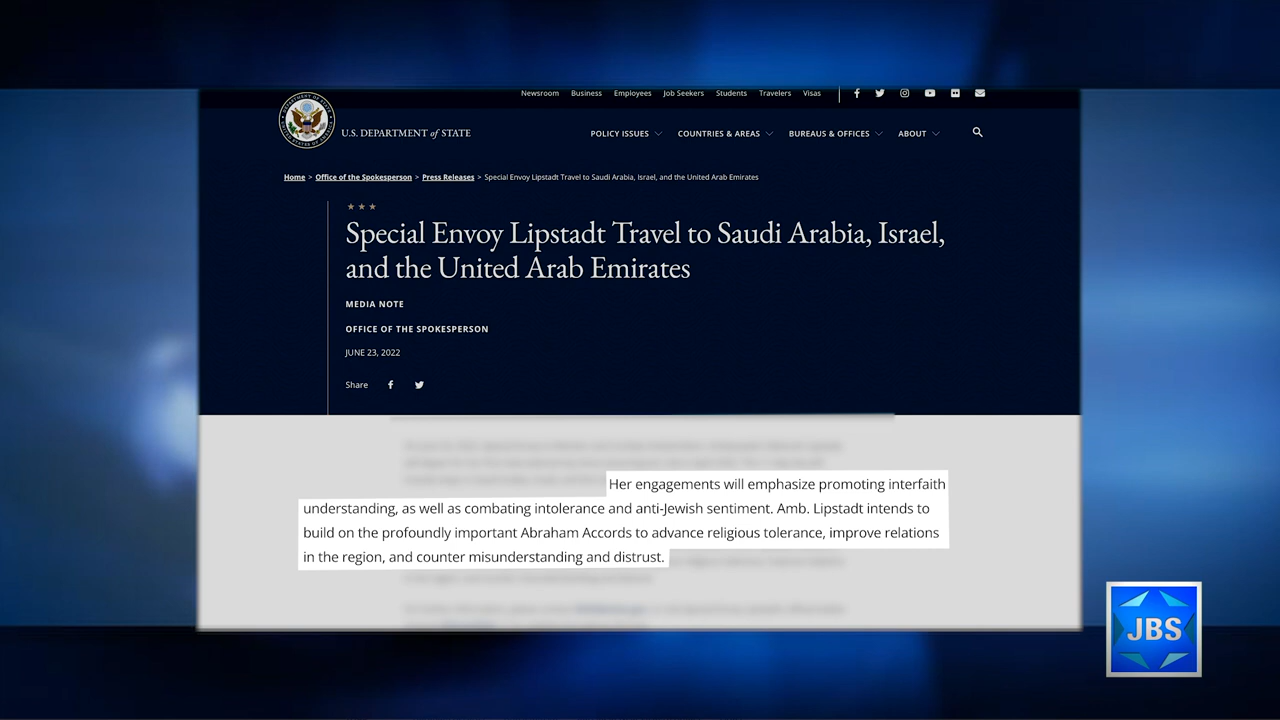 Newsroom Business Employees Job Seekers Students Travelers Visas
U.S. DEPARTMENT of STATE
POLICY ISSUES COUNTRIES & AREAS BUREAUS & OFFICES ABOUT
Home > Office of the Spokesperson > Press Releases > Special Envoy Lipstadt Travel to Saudi Arabia, Israel, and the United Arab Emirates
Special Envoy Lipstadt Travel to Saudi Arabia, Israel,
and the United Arab Emirates
MEDIA NOTE
OFFICE OF THE SPOKESPERSON
JUNE 23, 2022
Share
Her engagements will emphasize promoting interfaith
understanding, as well as combating intolerance and anti-Jewish sentiment. Amb. Lipstadt intends to
build on the profoundly important Abraham Accords to advance religious tolerance, improve relations
in the region, and counter misunderstanding and distrust.
JBS